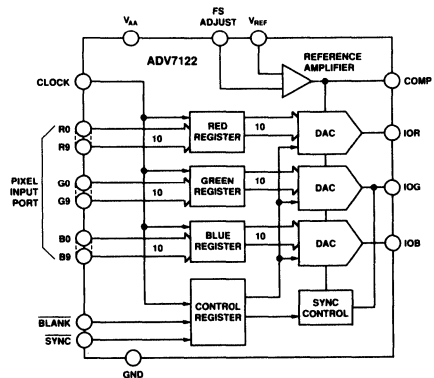 V_AA
FS
ADJUST
V_REF
ADV7122
REFERENCE
AMPLIFIER
CLOCK
COMP
R0
10
RED
REGISTER
10
DAC
IOR
R9
PIXEL
INPUT
PORT
G0
10
GREEN
REGISTER
10
DAC
IOG
G9
B0
10
BLUE
REGISTER
10
DAC
IOB
B9
CONTROL
REGISTER
SYNC
CONTROL
BLANK
SYNC
GND